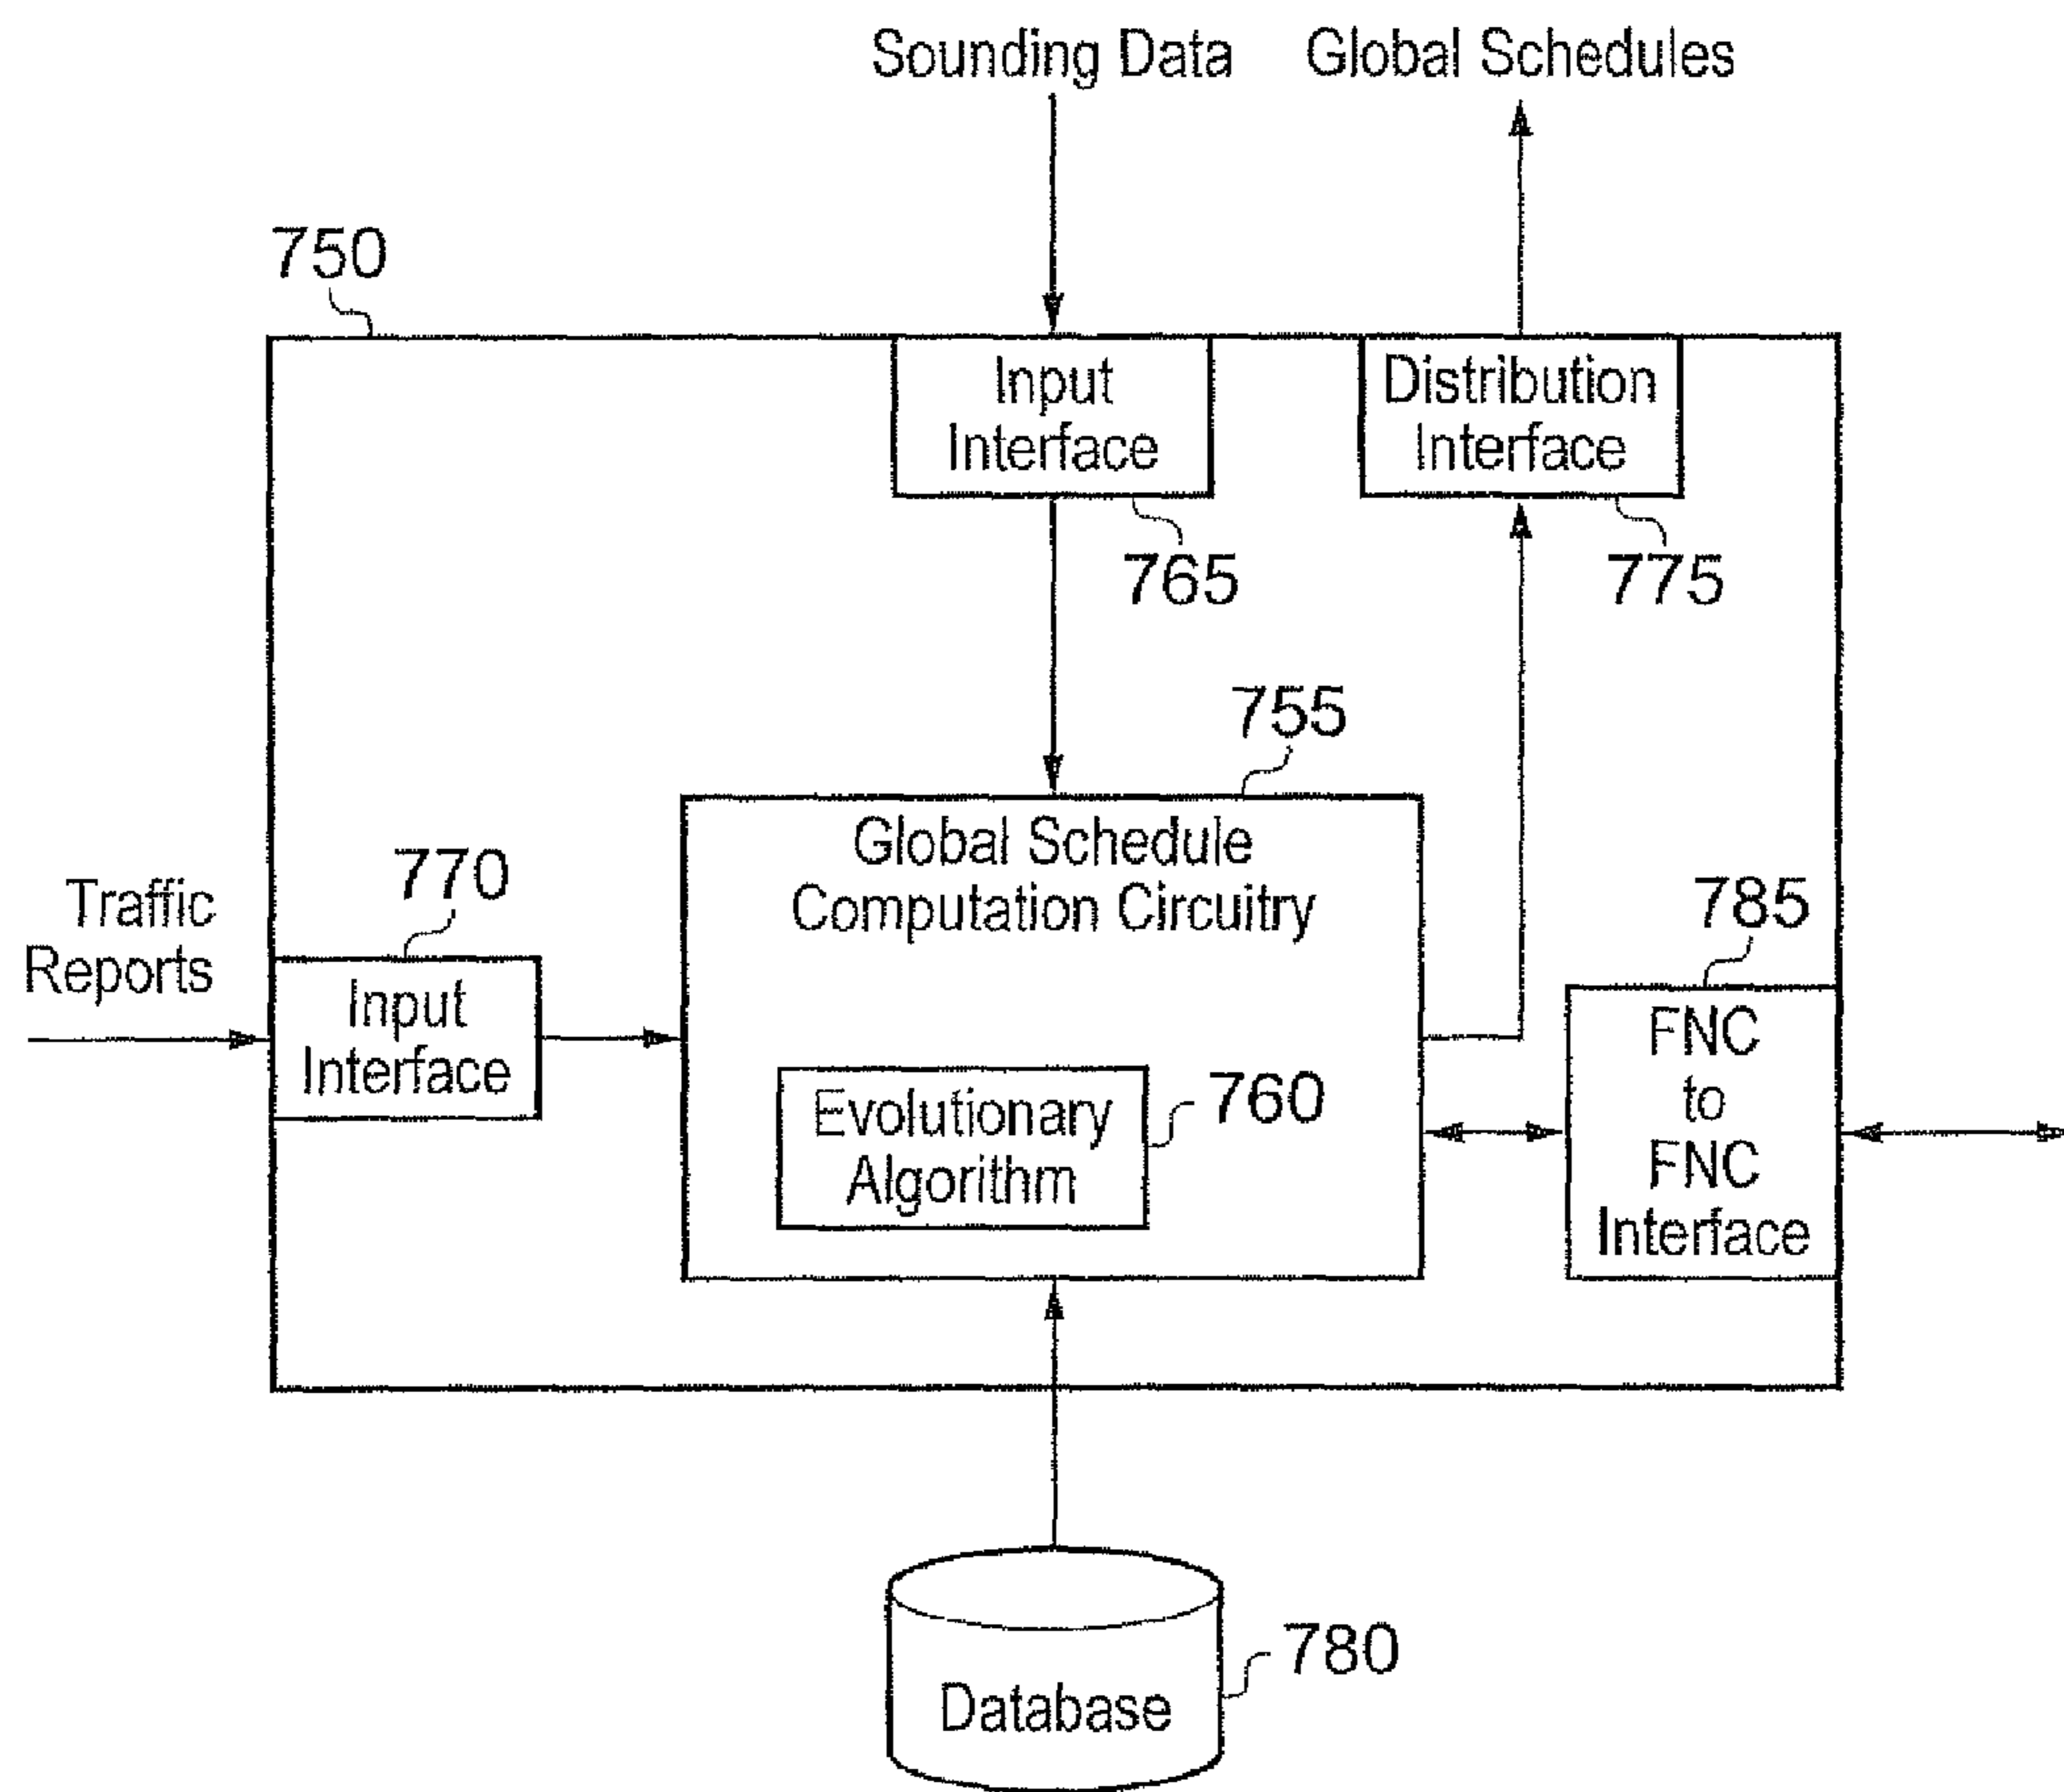 Sounding Data
Global Schedules
750
Input
Interface
765
Distribution
Interface
775
755
Global Schedule
Computation Circuitry
Traffic
Reports
770
Input
Interface
Evolutionary
Algorithm
760
785
FNC
to
FNC
Interface
Database
780